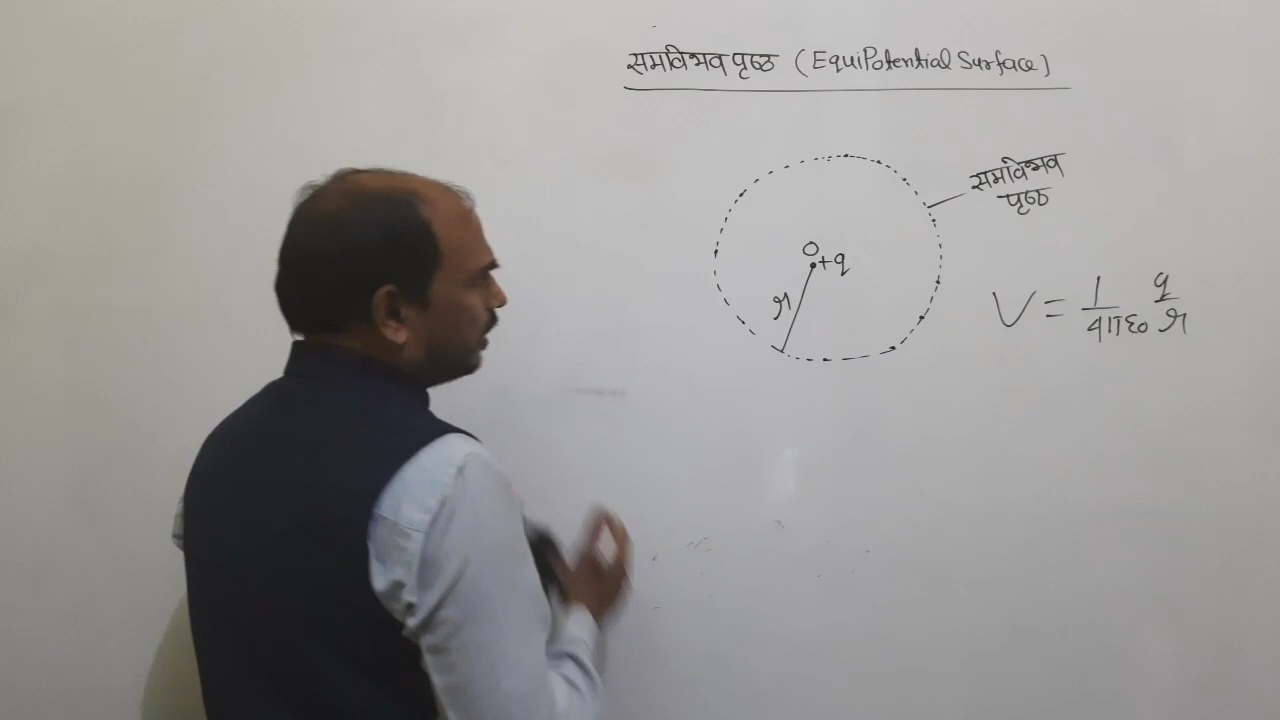 समविभव पृष्ठ (EquiPotential Surface)
समविभव
पृष्ठ
O
+q
r
V = 1/4πε₀ q/r